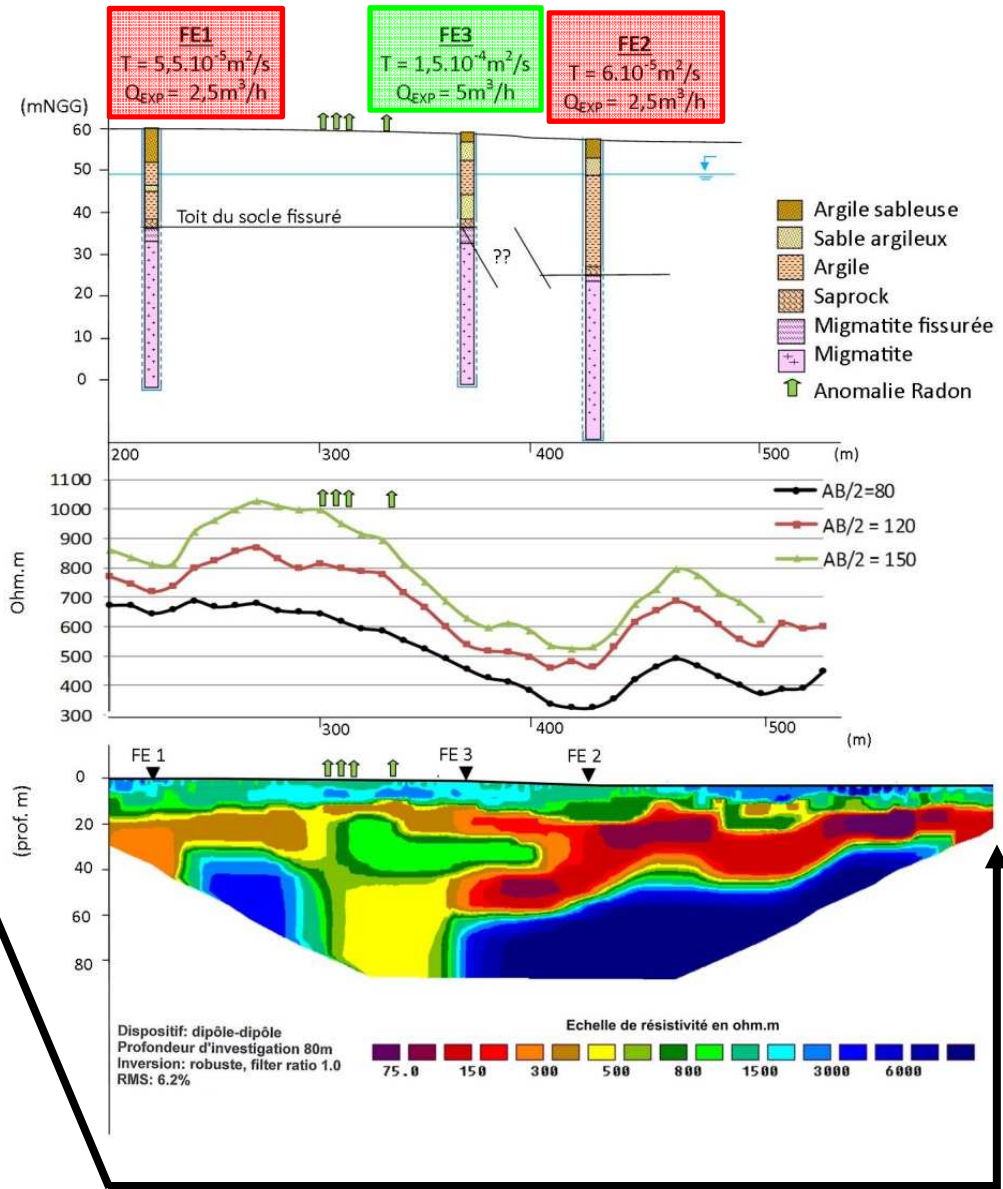 FE1
T = 5,5.10⁻⁵m²/s
Q_EXP = 2,5m³/h
FE3
T = 1,5.10⁻⁴m²/s
Q_EXP = 5m³/h
FE2
T = 6.10⁻⁵m²/s
Q_EXP = 2,5m³/h
(mNGG)
60
50
40
30
20
10
0
Toit du socle fissuré
??
Argile sableuse
Sable argileux
Argile
Saprock
Migmatite fissurée
Migmatite
Anomalie Radon
200 300 400 500 (m)
1100
1000
900
800
700
600
500
400
300
Ohm.m
AB/2=80
AB/2 = 120
AB/2 = 150
300 400 500 (m)
FE 1 FE 3 FE 2
0
20
40
60
80
(prof. m)
Dispositif: dipôle-dipôle
Profondeur d'investigation 80m
Inversion: robuste, filter ratio 1.0
RMS: 6.2%
Echelle de résistivité en ohm.m
75.0 150 300 500 800 1500 3000 6000